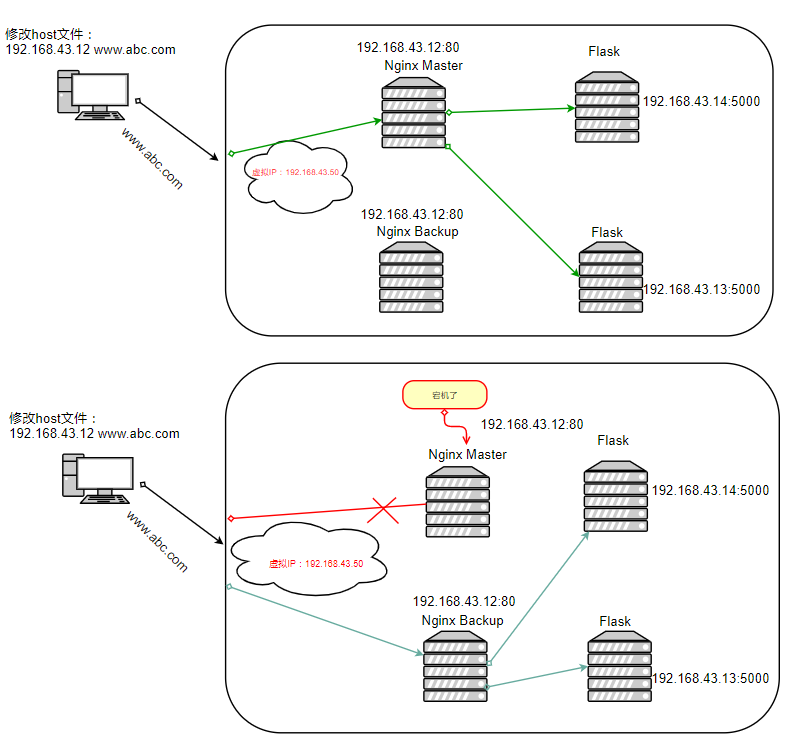 修改host文件：
192.168.43.12 www.abc.com
www.abc.com
192.168.43.12:80
Nginx Master
Flask
192.168.43.14:5000
虚拟IP：192.168.43.50
192.168.43.12:80
Nginx Backup
Flask
192.168.43.13:5000
修改host文件：
192.168.43.12 www.abc.com
www.abc.com
宕机了
192.168.43.12:80
Nginx Master
Flask
192.168.43.14:5000
虚拟IP：192.168.43.50
192.168.43.12:80
Nginx Backup
Flask
192.168.43.13:5000